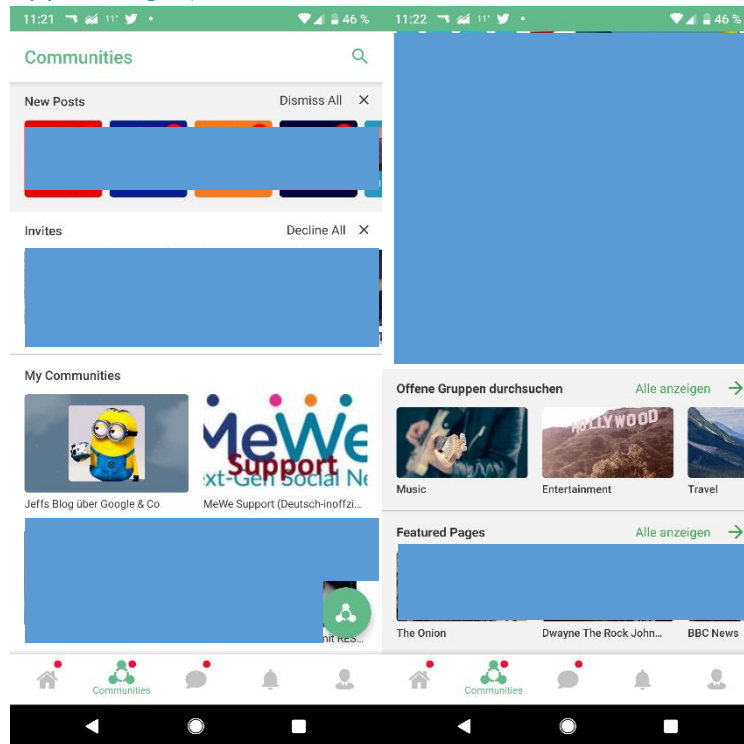 11:21 11° 46 %
Communities
New Posts Dismiss All
Invites Decline All
My Communities
MeWe
Support
xt-Gen Social Ne
Jeffs Blog über Google & Co
MeWe Support (Deutsch-inoffzi...
mit RES...
Communities
11:22 11° 46 %
Offene Gruppen durchsuchen Alle anzeigen
HOLLYWOOD
Music Entertainment Travel
Featured Pages Alle anzeigen
The Onion Dwayne The Rock John... BBC News
Communities